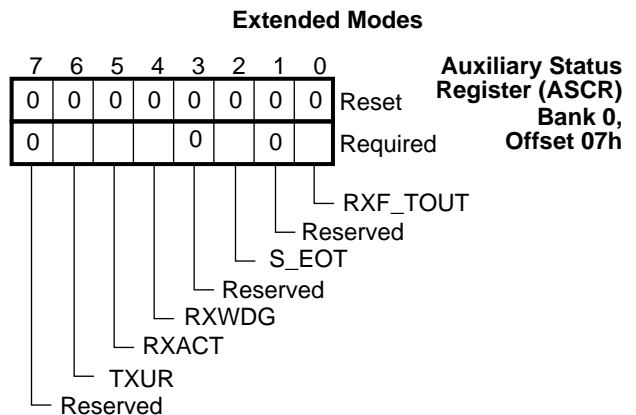 Extended Modes
7 6 5 4 3 2 1 0
Auxiliary Status
Register (ASCR)
Bank 0,
Offset 07h
0 0 0 0 0 0 0 0 Reset
0 0 0 Required
RXF_TOUT
Reserved
S_EOT
Reserved
RXWDG
RXACT
TXUR
Reserved